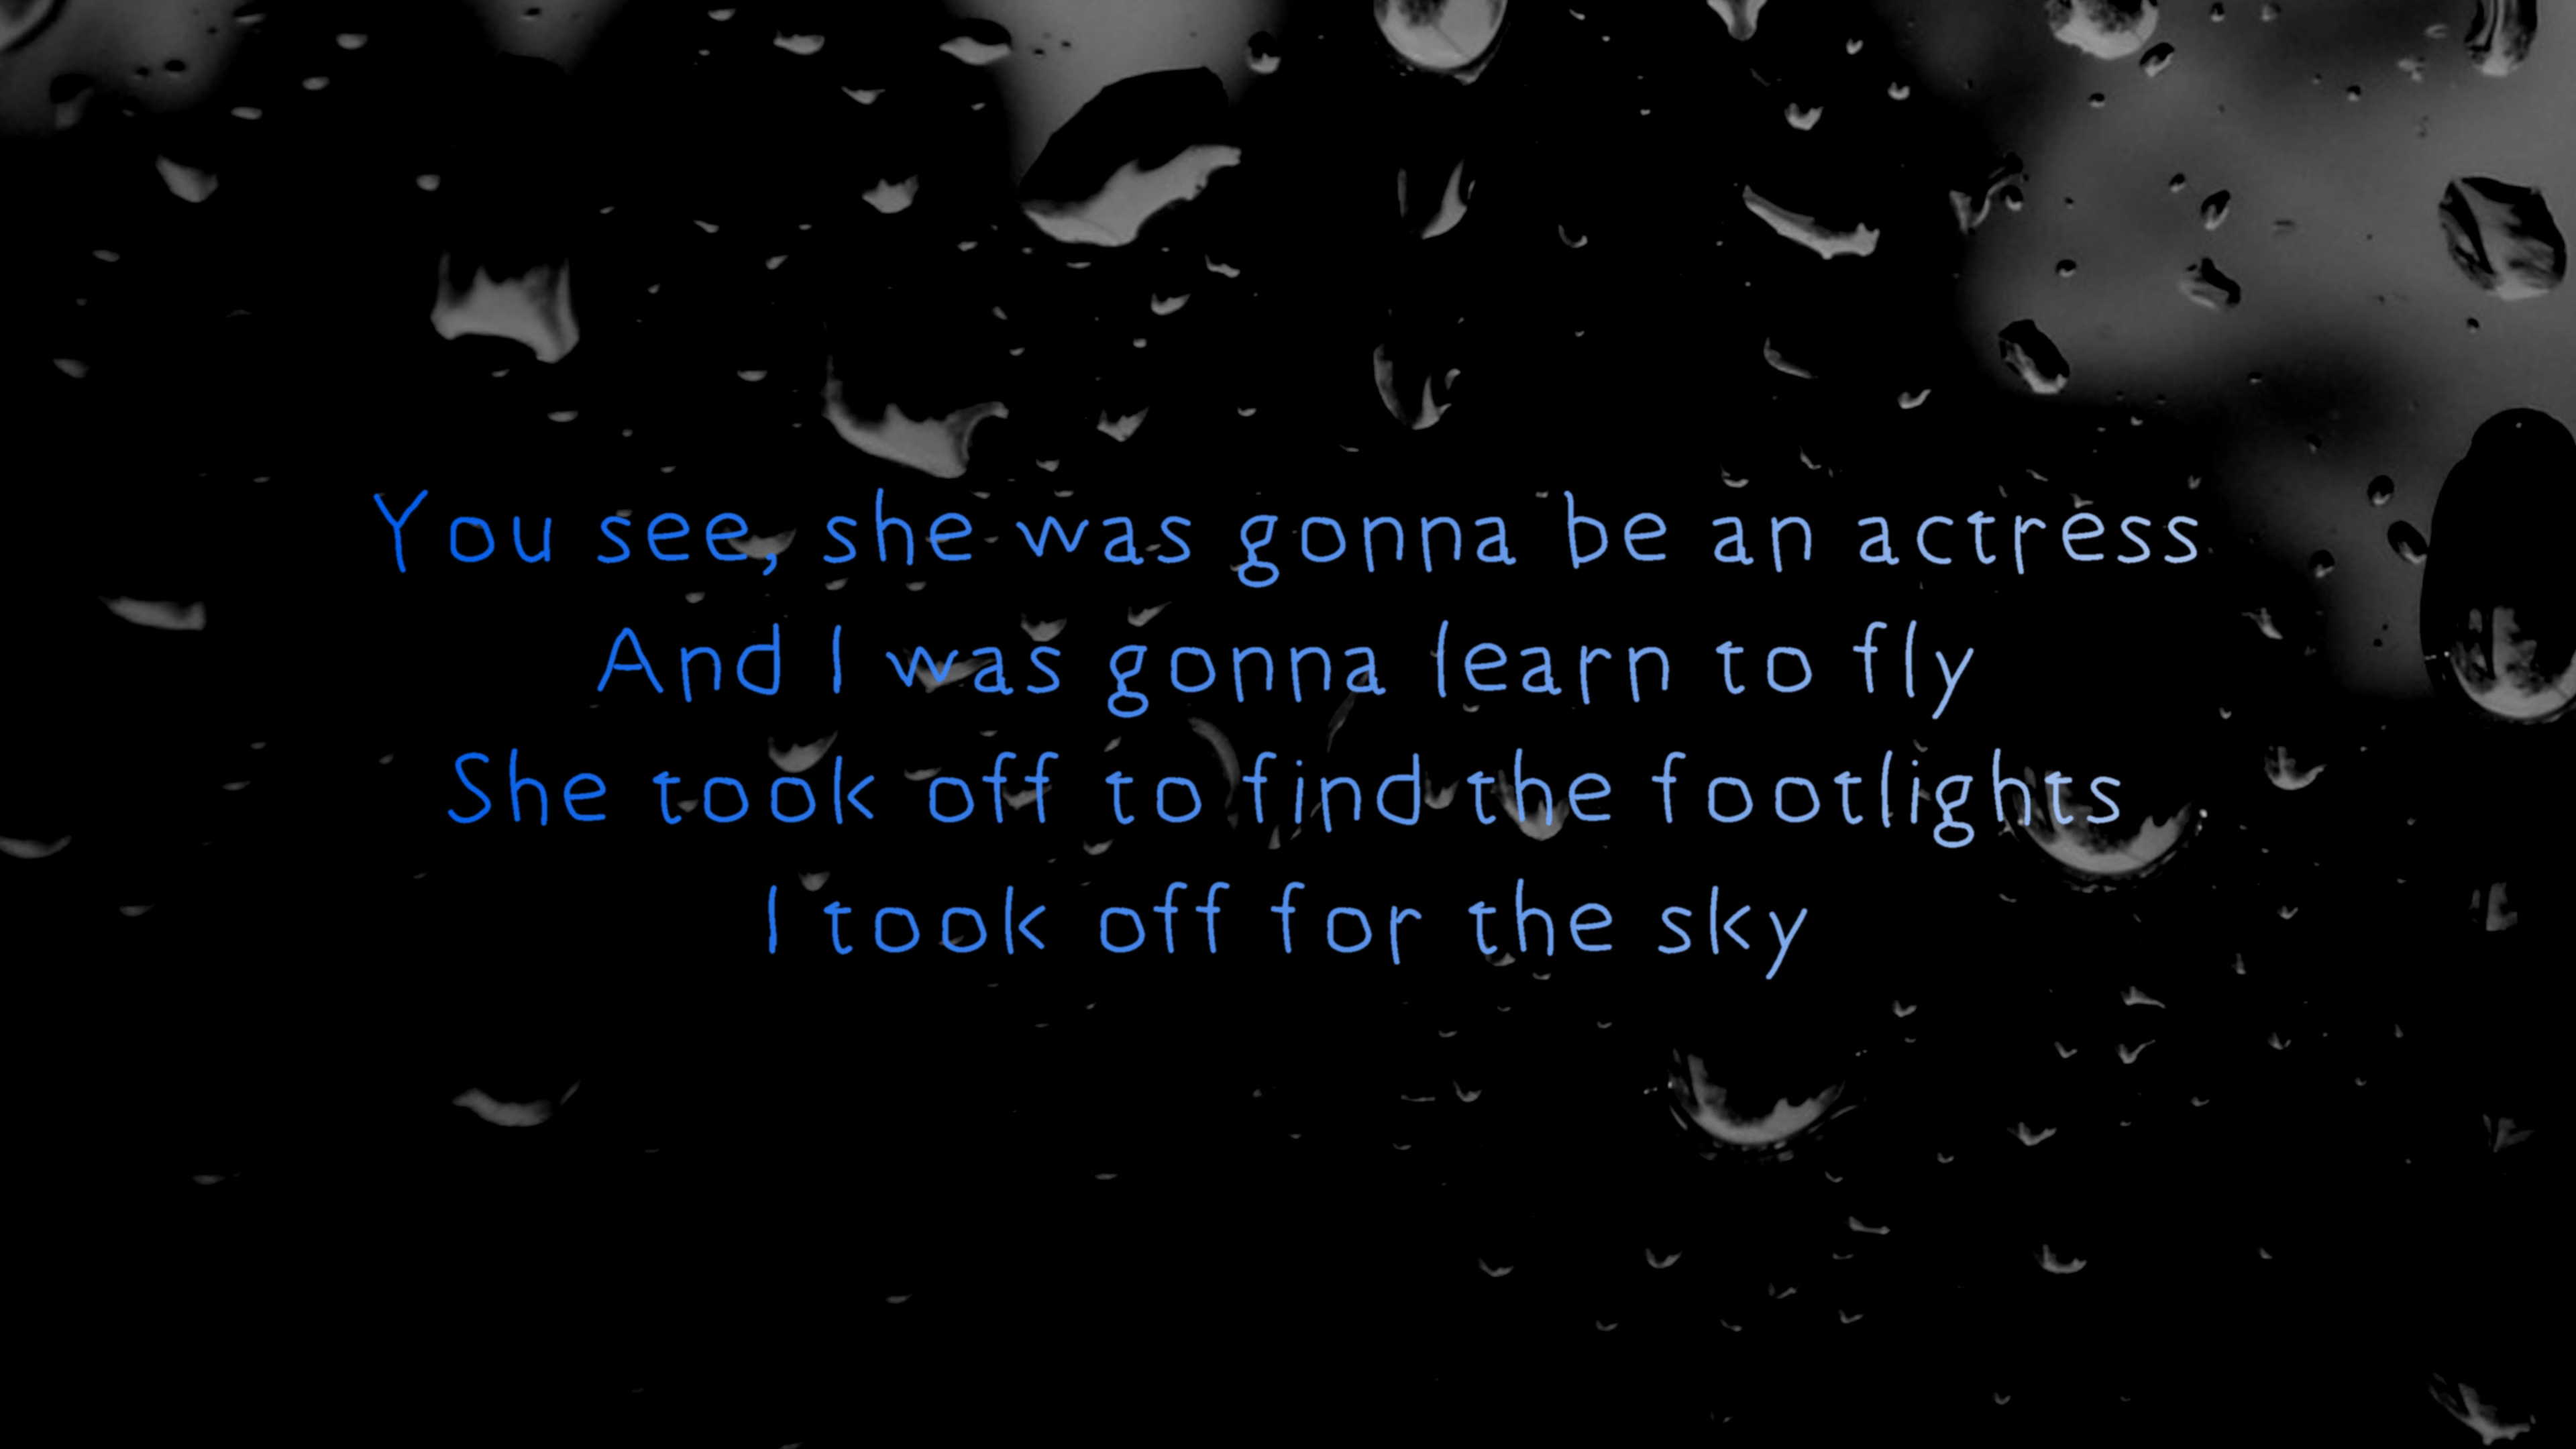 You see, she was gonna be an actress
And I was gonna learn to fly
She took off to find the footlights
I took off for the sky